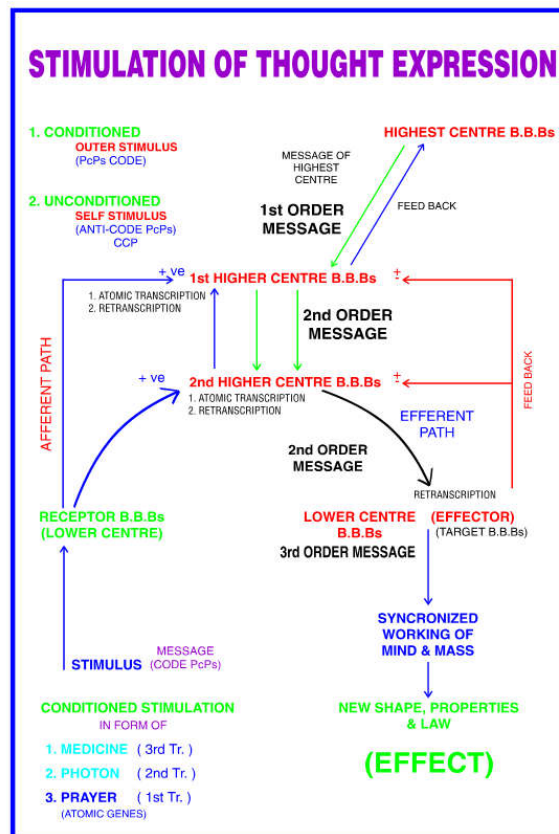 STIMULATION OF THOUGHT EXPRESSION
1. CONDITIONED
OUTER STIMULUS
(PcPs CODE)
2. UNCONDITIONED
SELF STIMULUS
(ANTI-CODE PcPs)
CCP
HIGHEST CENTRE B.B.Bs
MESSAGE OF
HIGHEST
CENTRE
1st ORDER
MESSAGE
FEED BACK
+ ve
1st HIGHER CENTRE B.B.Bs
±
1. ATOMIC TRANSCRIPTION
2. RETRANSCRIPTION
2nd ORDER
MESSAGE
AFFERENT PATH
+ ve
2nd HIGHER CENTRE B.B.Bs
±
1. ATOMIC TRANSCRIPTION
2. RETRANSCRIPTION
FEED BACK
EFFERENT
PATH
2nd ORDER
MESSAGE
RETRANSCRIPTION
RECEPTOR B.B.Bs
(LOWER CENTRE)
LOWER CENTRE
B.B.Bs
(EFFECTOR)
(TARGET B.B.Bs)
3rd ORDER MESSAGE
SYNCRONIZED
WORKING OF
MIND & MASS
STIMULUS
MESSAGE
(CODE PcPs)
CONDITIONED STIMULATION
IN FORM OF
1. MEDICINE ( 3rd Tr. )
2. PHOTON ( 2nd Tr. )
3. PRAYER ( 1st Tr. )
(ATOMIC GENES)
NEW SHAPE, PROPERTIES
& LAW
(EFFECT)